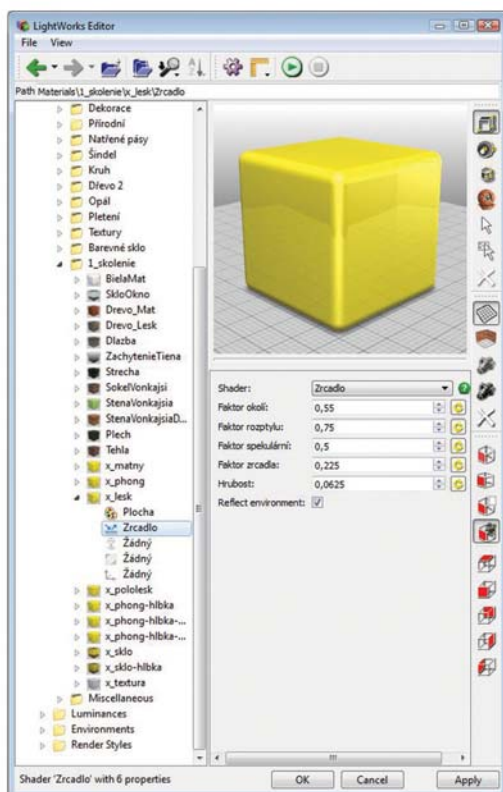 LightWorks Editor
File View
Path Materials\1_skolenie\x_lesk\Zrcadlo
Dekorace
Přírodní
Natřené pásy
Šindel
Kruh
Dřevo 2
Opál
Pletení
Textury
Barevné sklo
1_skolenie
BielaMat
SkloOkno
Drevo_Mat
Drevo_Lesk
Dlazba
ZachytenieTiena
Strecha
SokelVonkajsi
StenaVonkajsia
StenaVonkajsiaD...
Plech
Tehla
x_matny
x_phong
x_lesk
Plocha
Zrcadlo
Žádný
Žádný
Žádný
x_pololesk
x_phong-hlbka
x_phong-hlbka-...
x_phong-hlbka-...
x_sklo
x_sklo-hlbka
x_textura
Miscellaneous
Luminances
Environments
Render Styles
Shader: Zrcadlo
Faktor okolí: 0,55
Faktor rozptylu: 0,75
Faktor spekulární: 0,5
Faktor zrcadla: 0,225
Hrubost: 0,0625
Reflect environment:
Shader 'Zrcadlo' with 6 properties
OK Cancel Apply